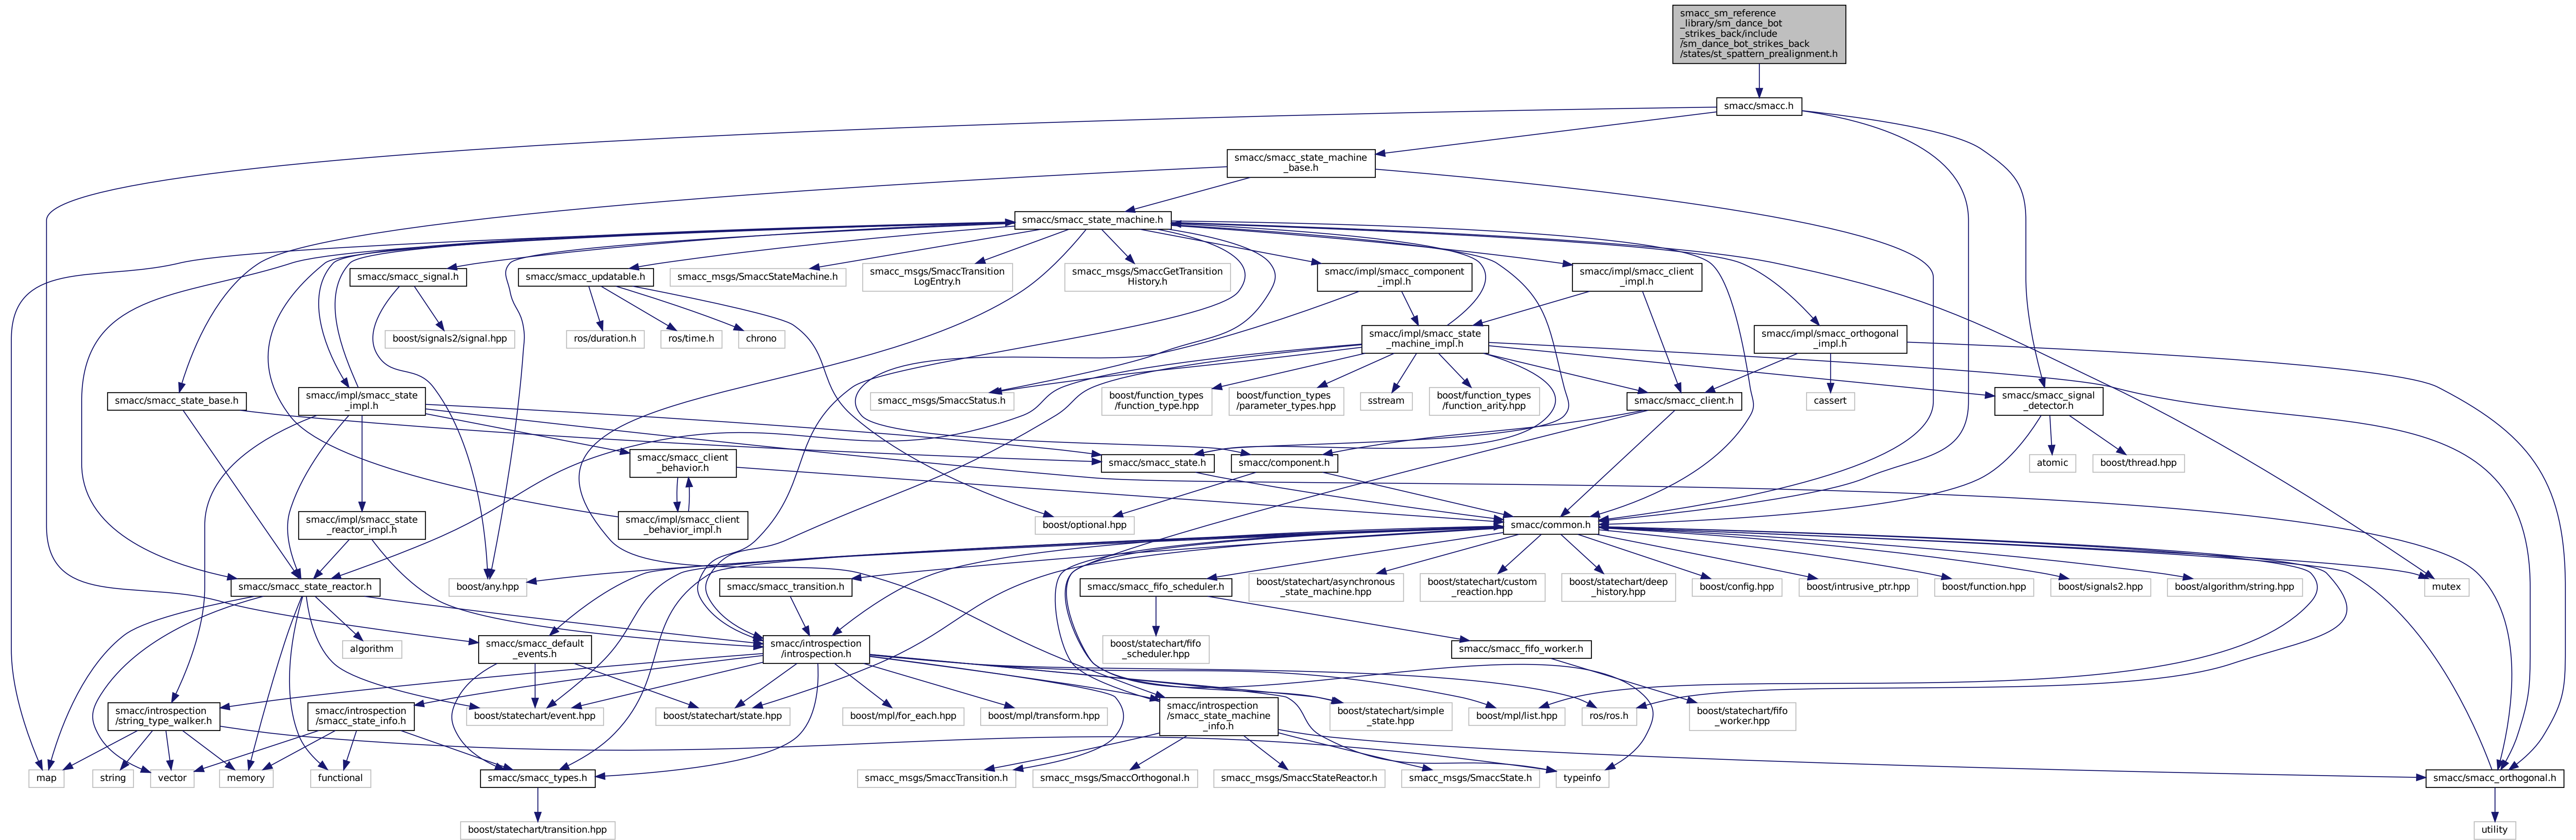 smacc_sm_reference
_library/sm_dance_bot
_strikes_back/include
/sm_dance_bot_strikes_back
/states/st_spattern_prealignment.h
smacc/smacc.h
smacc/smacc_state_machine
_base.h
smacc/smacc_state_machine.h
smacc/smacc_signal.h
smacc/smacc_updatable.h
smacc_msgs/SmaccStateMachine.h
smacc_msgs/SmaccTransition
LogEntry.h
smacc_msgs/SmaccGetTransition
History.h
smacc/impl/smacc_component
_impl.h
smacc/impl/smacc_client
_impl.h
boost/signals2/signal.hpp
ros/duration.h
ros/time.h
chrono
smacc/impl/smacc_state
_machine_impl.h
smacc/impl/smacc_orthogonal
_impl.h
smacc/smacc_state_base.h
smacc/impl/smacc_state
_impl.h
smacc_msgs/SmaccStatus.h
boost/function_types
/function_type.hpp
boost/function_types
/parameter_types.hpp
sstream
boost/function_types
/function_arity.hpp
smacc/smacc_client.h
cassert
smacc/smacc_signal
_detector.h
smacc/smacc_client
_behavior.h
smacc/smacc_state.h
smacc/component.h
atomic
boost/thread.hpp
smacc/impl/smacc_state
_reactor_impl.h
smacc/impl/smacc_client
_behavior_impl.h
boost/optional.hpp
smacc/common.h
smacc/smacc_state_reactor.h
boost/any.hpp
smacc/smacc_transition.h
smacc/smacc_fifo_scheduler.h
boost/statechart/asynchronous
_state_machine.hpp
boost/statechart/custom
_reaction.hpp
boost/statechart/deep
_history.hpp
boost/config.hpp
boost/intrusive_ptr.hpp
boost/function.hpp
boost/signals2.hpp
boost/algorithm/string.hpp
mutex
algorithm
smacc/smacc_default
_events.h
smacc/introspection
/introspection.h
boost/statechart/fifo
_scheduler.hpp
smacc/smacc_fifo_worker.h
smacc/introspection
/string_type_walker.h
smacc/introspection
/smacc_state_info.h
boost/statechart/event.hpp
boost/statechart/state.hpp
boost/mpl/for_each.hpp
boost/mpl/transform.hpp
smacc/introspection
/smacc_state_machine
_info.h
boost/statechart/simple
_state.hpp
boost/mpl/list.hpp
ros/ros.h
boost/statechart/fifo
_worker.hpp
map
string
vector
memory
functional
smacc/smacc_types.h
smacc_msgs/SmaccTransition.h
smacc_msgs/SmaccOrthogonal.h
smacc_msgs/SmaccStateReactor.h
smacc_msgs/SmaccState.h
typeinfo
smacc/smacc_orthogonal.h
boost/statechart/transition.hpp
utility